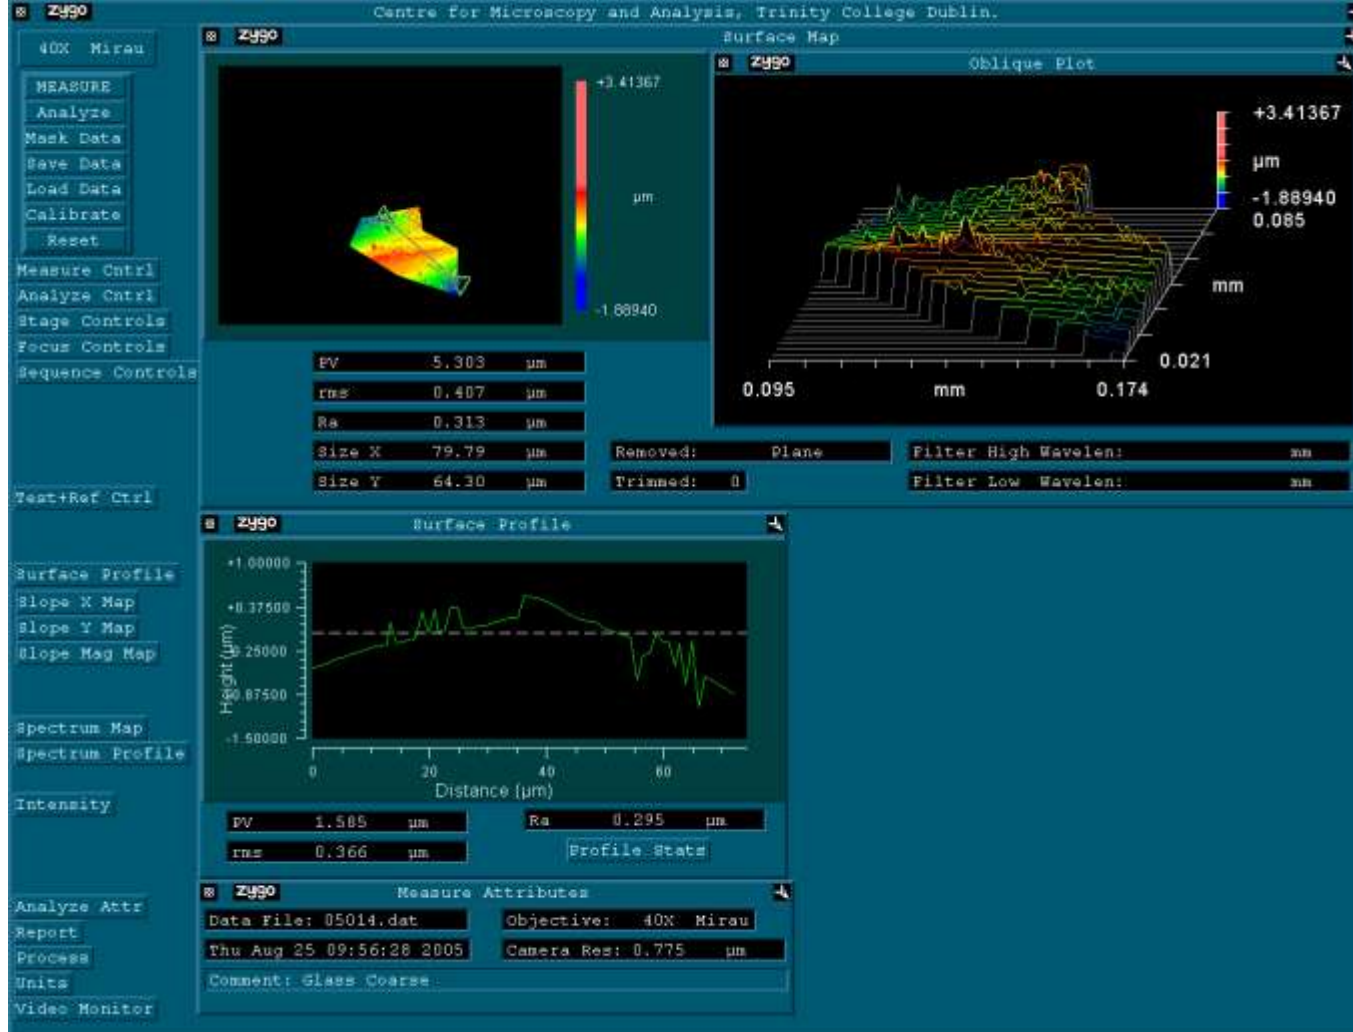 zygo Centre for Microscopy and Analysis, Trinity College Dublin.
40X Mirau
MEASURE
Analyze
Mask Data
Save Data
Load Data
Calibrate
Reset
Measure Cntrl
Analyze Cntrl
Stage Controls
Focus Controls
Sequence Controls
Test+Ref Ctrl
Surface Profile
Slope X Map
Slope Y Map
Slope Mag Map
Spectrum Map
Spectrum Profile
Intensity
Analyze Attr
Report
Process
Units
Video Monitor
zygo Surface Map
+3.41367
µm
-1.88940
zygo Oblique Plot
+3.41367
µm
-1.88940
0.085
mm
0.021
0.095 mm 0.174
PV 5.303 µm
rms 0.407 µm
Ra 0.313 µm
Size X 79.79 µm
Size Y 64.30 µm
Removed: Plane
Trimmed: 0
Filter High Wavelen: mm
Filter Low Wavelen: mm
zygo Surface Profile
+1.00000
+0.37500
-0.25000
-0.87500
-1.50000
Height (µm)
0 20 40 60
Distance (µm)
PV 1.585 µm
rms 0.366 µm
Ra 0.295 µm
Profile Stats
zygo Measure Attributes
Data File: 05014.dat
Objective: 40X Mirau
Thu Aug 25 09:56:28 2005
Camera Res: 0.775 µm
Comment: Glass Coarse